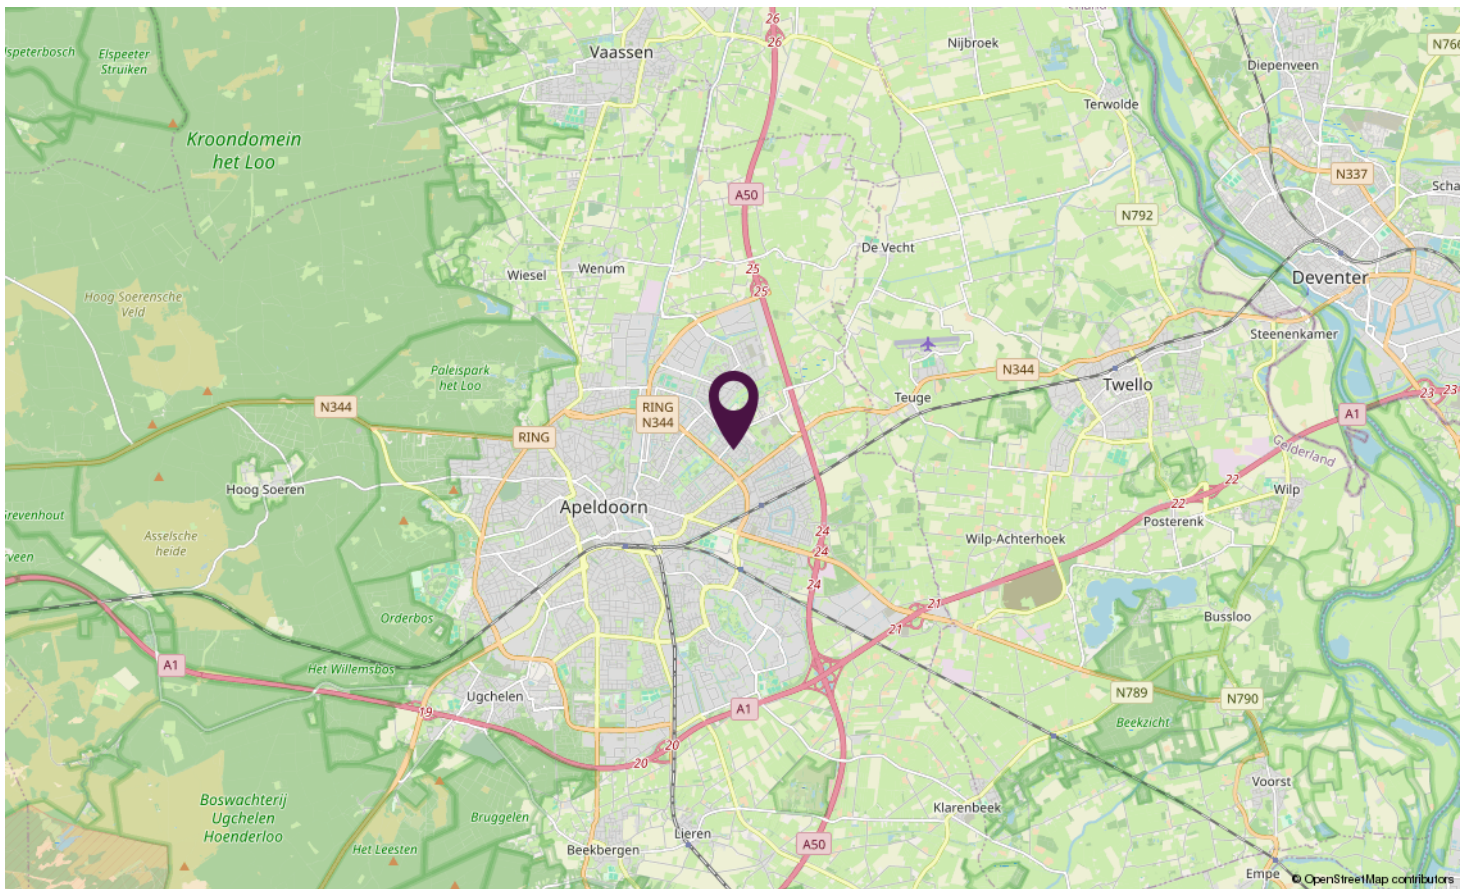 26
26
Vaassen
Nijbroek
Elspeeter
Struiken
N766
Diepenveen
Terwolde
Kroondomein
het Loo
N337
A50
N792
De Vecht
Wiesel
Wenum
25
25
Deventer
Hoog Soerensche
Veld
Steenenkamer
Paleispark
het Loo
N344
Twello
Teuge
23
23
N344
RING
N344
A1
RING
Gelderland
Hoog Soeren
22
22
Wilp
Apeldoorn
Posterenk
Asselsche
heide
24
24
24
Wilp-Achterhoek
21
21
Orderbos
Bussloo
A1
Het Willemsbos
Ugchelen
N789
N790
19
A1
Beekzicht
20
20
Voorst
Boswachterij
Ugchelen
Hoenderloo
Klarenbeek
Bruggelen
Lieren
A50
Het Leesten
Beekbergen
Empe
© OpenStreetMap contributors